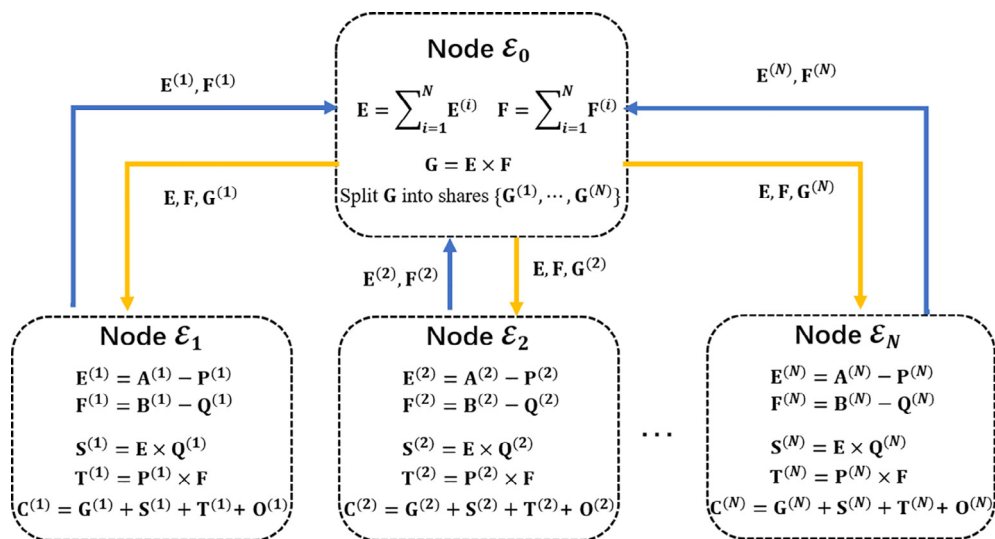 Node ℰ₀
E = ∑_{i=1}^{N} E^{(i)} F = ∑_{i=1}^{N} F^{(i)}
G = E × F
Split G into shares {G^{(1)}, ⋯, G^{(N)}}
E^{(1)}, F^{(1)}
E^{(N)}, F^{(N)}
E, F, G^{(1)}
E, F, G^{(N)}
E^{(2)}, F^{(2)}
E, F, G^{(2)}
Node ℰ₁
E^{(1)} = A^{(1)} − P^{(1)}
F^{(1)} = B^{(1)} − Q^{(1)}
S^{(1)} = E × Q^{(1)}
T^{(1)} = P^{(1)} × F
C^{(1)} = G^{(1)} + S^{(1)} + T^{(1)} + O^{(1)}
Node ℰ₂
E^{(2)} = A^{(2)} − P^{(2)}
F^{(2)} = B^{(2)} − Q^{(2)}
S^{(2)} = E × Q^{(2)}
T^{(2)} = P^{(2)} × F
C^{(2)} = G^{(2)} + S^{(2)} + T^{(2)} + O^{(2)}
⋯
Node ℰ_N
E^{(N)} = A^{(N)} − P^{(N)}
F^{(N)} = B^{(N)} − Q^{(N)}
S^{(N)} = E × Q^{(N)}
T^{(N)} = P^{(N)} × F
C^{(N)} = G^{(N)} + S^{(N)} + T^{(N)} + O^{(N)}